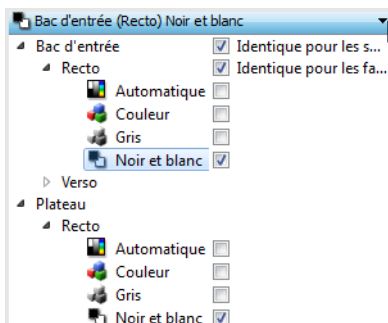 Bac d'entrée (Recto) Noir et blanc
Bac d'entrée Identique pour les s...
Recto Identique pour les fa...
Automatique
Couleur
Gris
Noir et blanc
Verso
Plateau
Recto
Automatique
Couleur
Gris
Noir et blanc